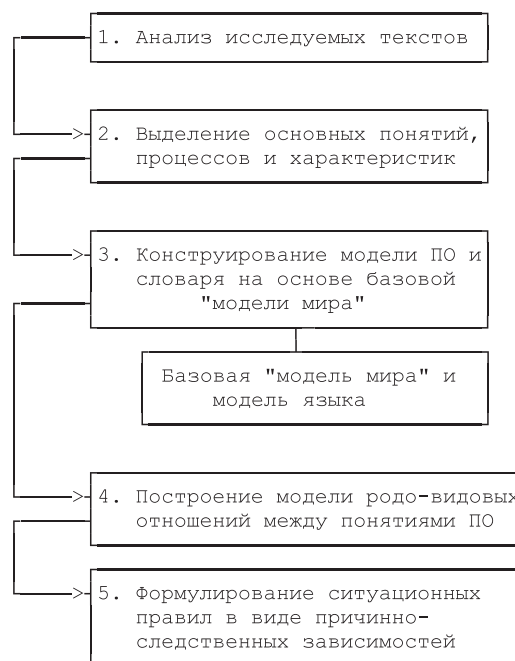 1. Анализ исследуемых текстов
2. Выделение основных понятий,
процессов и характеристик
3. Конструирование модели ПО и
словаря на основе базовой
"модели мира"
Базовая "модель мира" и
модель языка
4. Построение модели родо-видовых
отношений между понятиями ПО
5. Формулирование ситуационных
правил в виде причинно-
следственных зависимостей